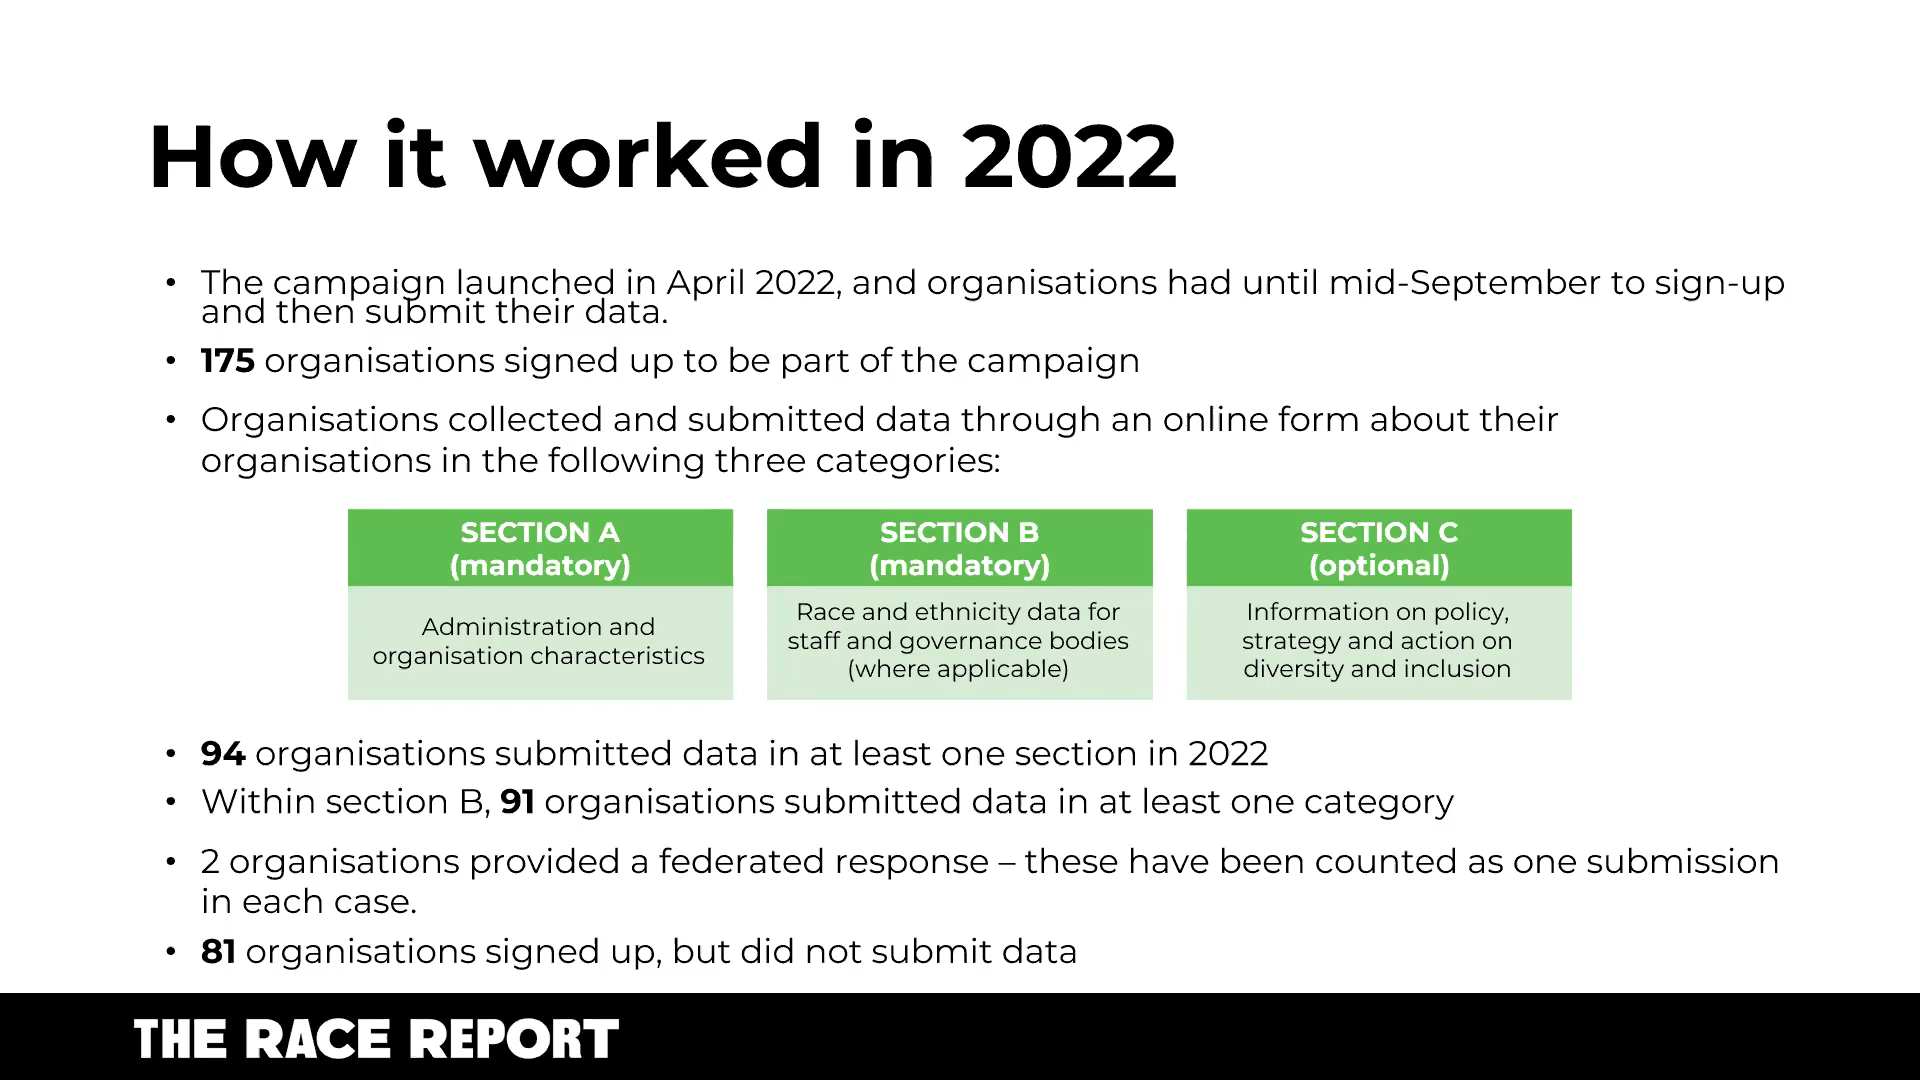 How it worked in 2022
• The campaign launched in April 2022, and organisations had until mid-September to sign-up
and then submit their data.
• 175 organisations signed up to be part of the campaign
• Organisations collected and submitted data through an online form about their
organisations in the following three categories:
SECTION A
(mandatory)
Administration and
organisation characteristics
SECTION B
(mandatory)
Race and ethnicity data for
staff and governance bodies
(where applicable)
SECTION C
(optional)
Information on policy,
strategy and action on
diversity and inclusion
• 94 organisations submitted data in at least one section in 2022
• Within section B, 91 organisations submitted data in at least one category
• 2 organisations provided a federated response – these have been counted as one submission
in each case.
• 81 organisations signed up, but did not submit data
THE RACE REPORT